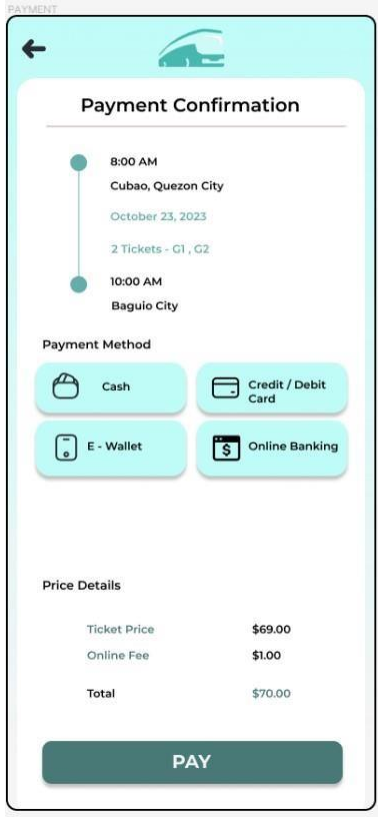 PAYMENT
Payment Confirmation
8:00 AM
Cubao, Quezon City
October 23, 2023
2 Tickets - G1 , G2
10:00 AM
Baguio City
Payment Method
Cash
Credit / Debit
Card
E - Wallet
$
Online Banking
Price Details
Ticket Price $69.00
Online Fee $1.00
Total $70.00
PAY